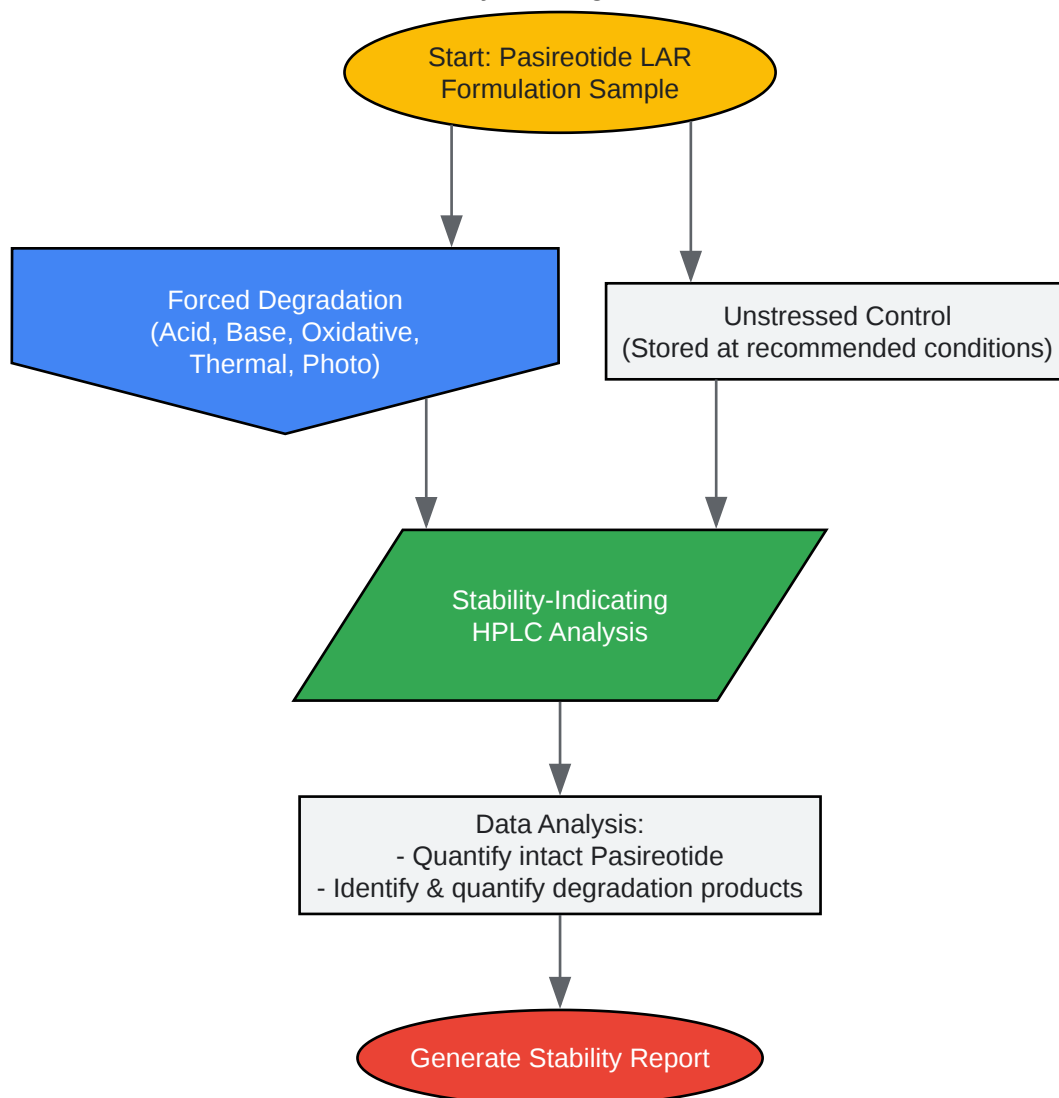 Start: Pasireotide LAR
Formulation Sample
Forced Degradation
(Acid, Base, Oxidative,
Thermal, Photo)
Unstressed Control
(Stored at recommended conditions)
Stability-Indicating
HPLC Analysis
Data Analysis:
- Quantify intact Pasireotide
- Identify & quantify degradation products
Generate Stability Report